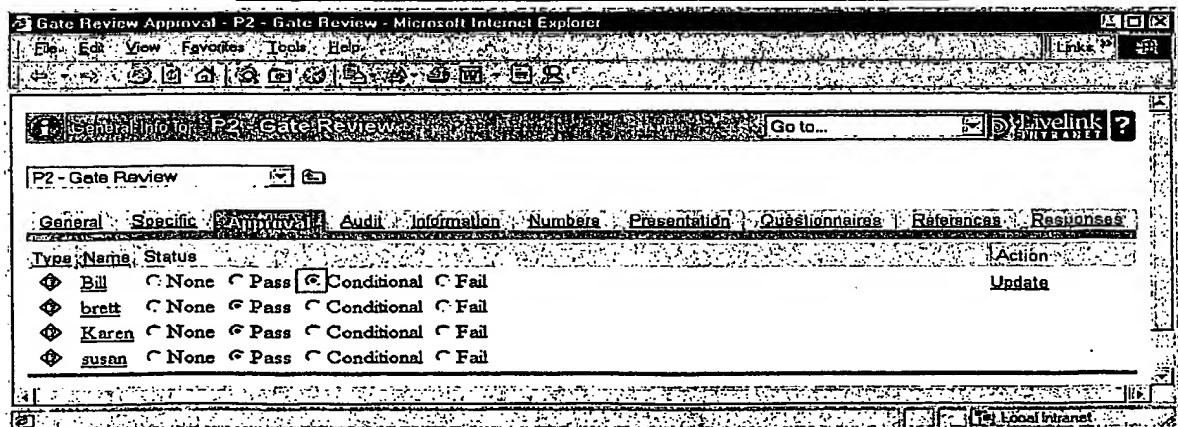 Gate Review Approval - P2 - Gate Review - Microsoft Internet Explorer
File Edit View Favorites Tools Help Links »
General Info for P2 - Gate Review Go to... Livelink INTRANET ?
P2 - Gate Review
General Specific Approval Audit Information Numbers Presentation Questionnaires References Responses
Type Name Status Action
Bill None Pass Conditional Fail Update
brett None Pass Conditional Fail
Karen None Pass Conditional Fail
susan None Pass Conditional Fail
Local intranet